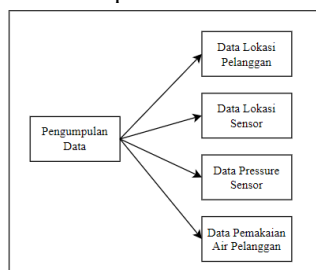 Pengumpulan
Data
Data Lokasi
Pelanggan
Data Lokasi
Sensor
Data Pressure
Sensor
Data Pemakaian
Air Pelanggan